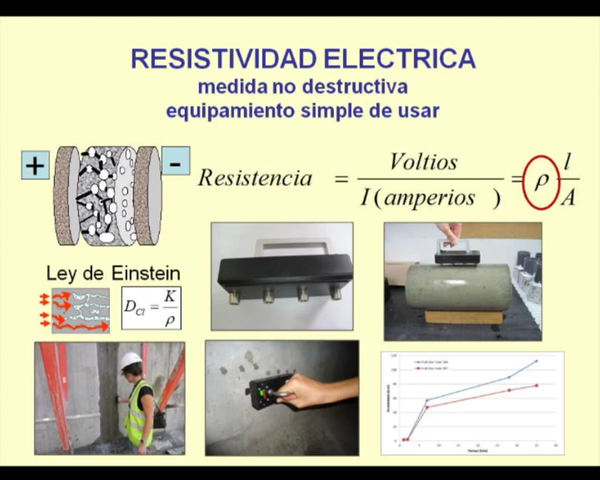 RESISTIVIDAD ELECTRICA
medida no destructiva
equipamiento simple de usar
+
-
Resistencia = Voltios / I (amperios ) = ρ l / A
Ley de Einstein
D_Cl = K / ρ